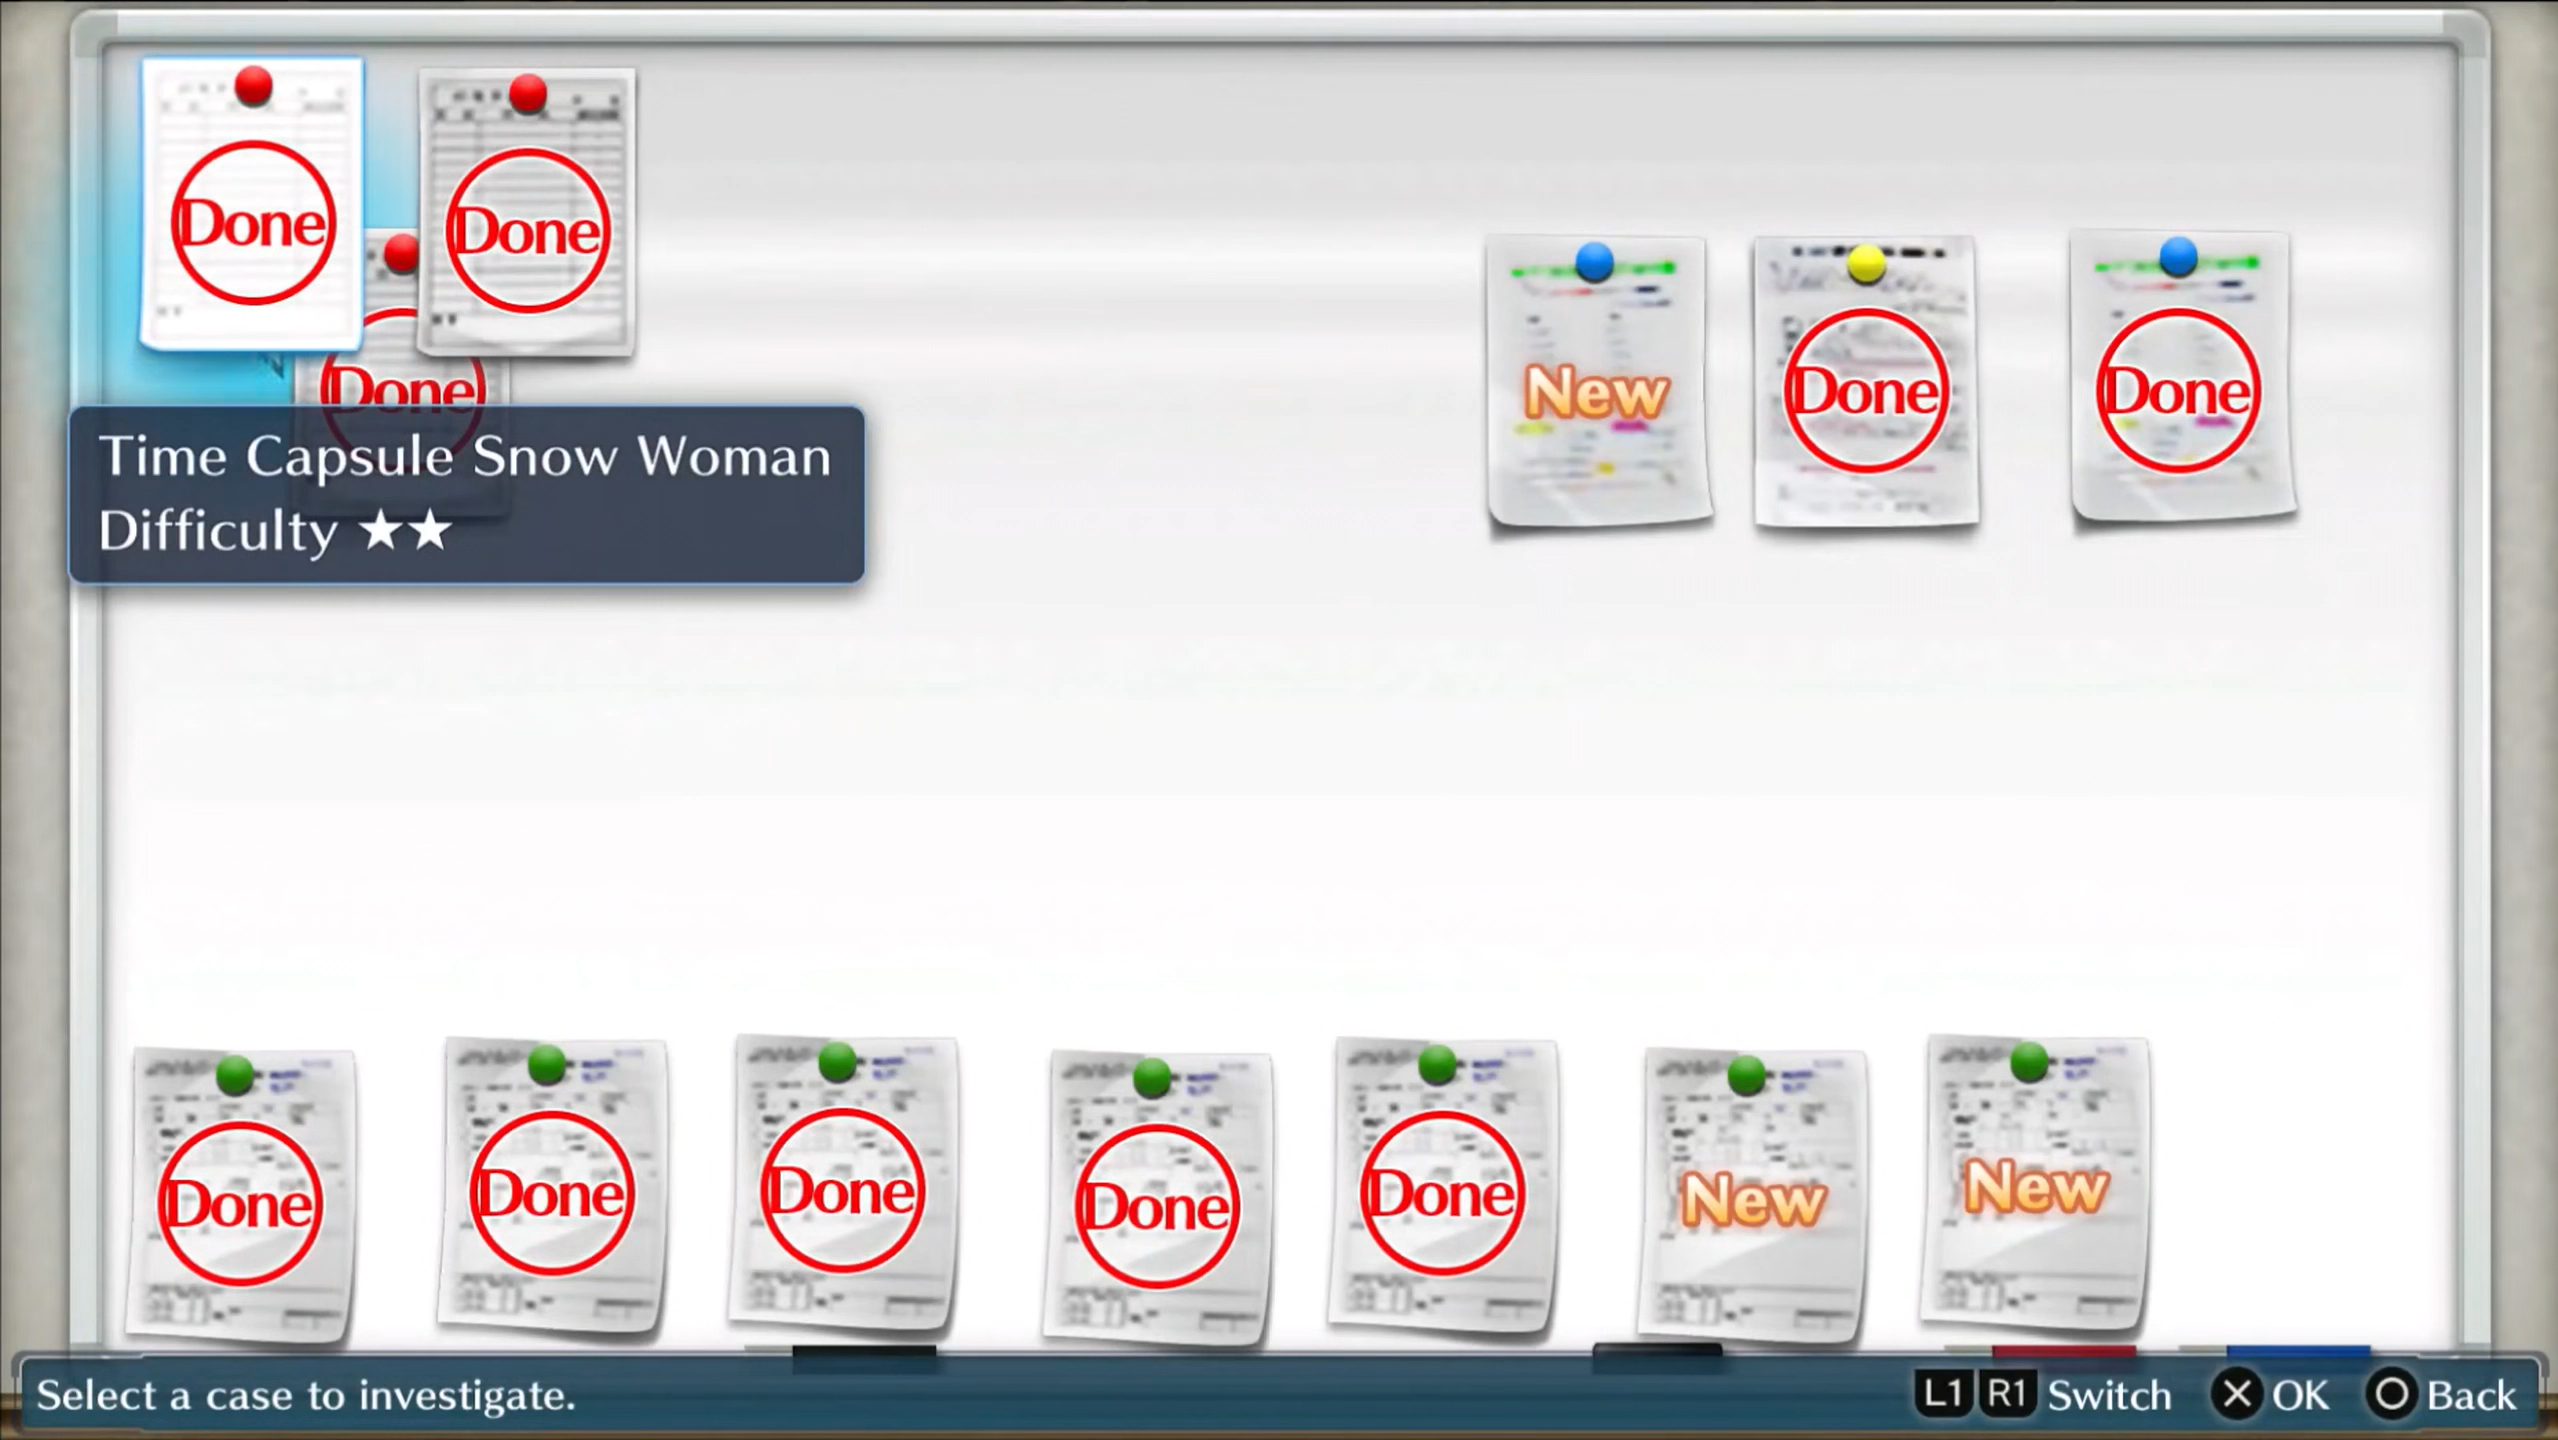 Done
Done
Done
New
Done
Done
Time Capsule Snow Woman
Difficulty ★★
Done
Done
Done
Done
Done
New
New
Select a case to investigate.
L1 R1 Switch
OK
Back